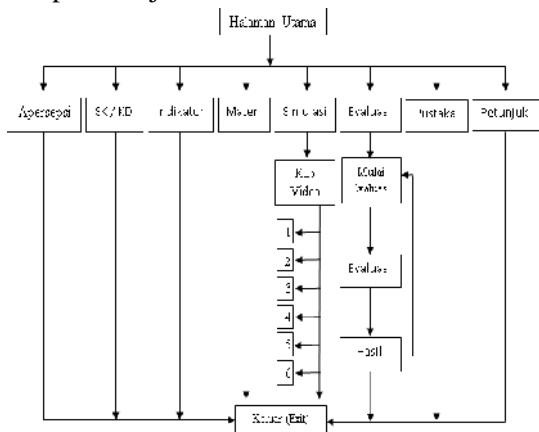 Halaman Utama
Apersepsi
SK / KD
Indikator
Materi
Simulasi
Evaluasi
Pustaka
Petunjuk
Klip
Video
Mulai
Evaluasi
1
2
3
4
5
6
Evaluasi
Hasil
Keluar (Exit)